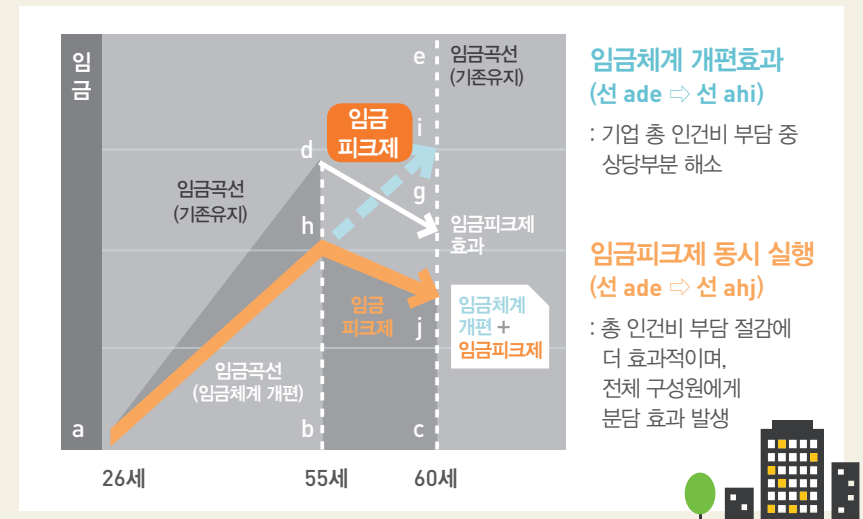 임
금
e
임금곡선
(기존유지)
임금
피크제
i
d
임금곡선
(기존유지)
g
h
임금피크제
효과
임금
피크제
j
임금체계
개편 +
임금피크제
임금곡선
(임금체계 개편)
a
b
c
26세
55세
60세
임금체계 개편효과
(선 ade ⇨ 선 ahi)
: 기업 총 인건비 부담 중
상당부분 해소
임금피크제 동시 실행
(선 ade ⇨ 선 ahj)
: 총 인건비 부담 절감에
더 효과적이며,
전체 구성원에게
분담 효과 발생